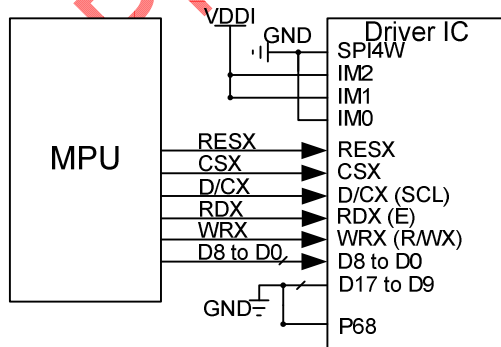 VDDI
GND
Driver IC
SPI4W
IM2
IM1
IM0
MPU
RESX
RESX
CSX
CSX
D/CX
D/CX (SCL)
RDX
RDX (E)
WRX
WRX (R/WX)
D8 to D0
D8 to D0
D17 to D9
GND
P68